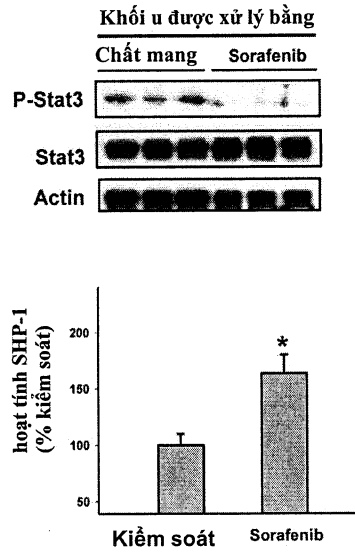 Khối u được xử lý bằng
Chất mang Sorafenib
P-Stat3
Stat3
Actin
hoạt tính SHP-1
(% kiểm soát)
200
150
100
50
*
Kiểm soát Sorafenib